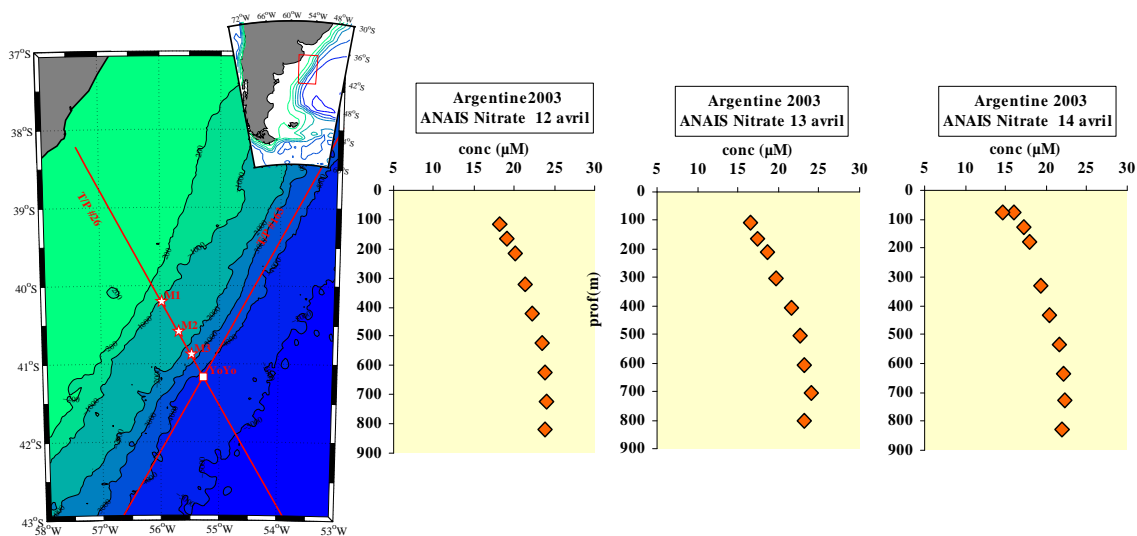 72°W 66°W 60°W 54°W 48°W
30°S
36°S
42°S
48°S
37°S
38°S
39°S
40°S
41°S
42°S
43°S
58°W 57°W 56°W 55°W 54°W 53°W
T/P #26
M1
M2
YoYo
Argentine2003
ANAIS Nitrate 12 avril
conc (µM)
5 10 15 20 25 30
0
100
200
300
400
500
600
700
800
900
Argentine 2003
ANAIS Nitrate 13 avril
conc (µM)
5 10 15 20 25 30
prof(m)
0
100
200
300
400
500
600
700
800
900
Argentine 2003
ANAIS Nitrate 14 avril
conc (µM)
5 10 15 20 25 30
0
100
200
300
400
500
600
700
800
900